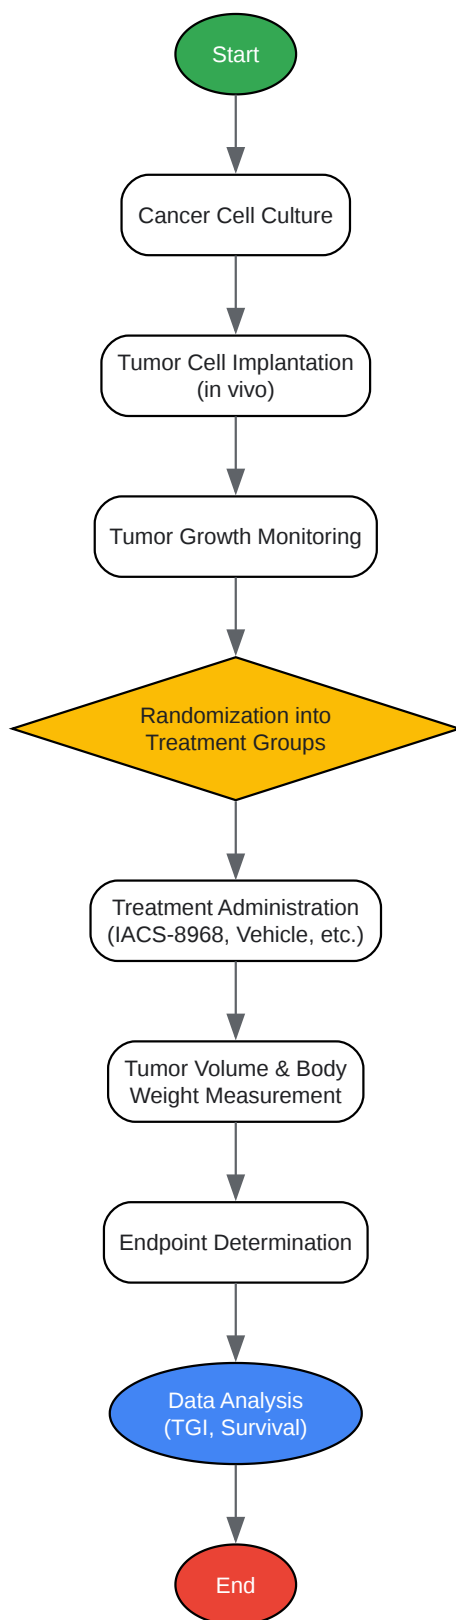 Start
Cancer Cell Culture
Tumor Cell Implantation
(in vivo)
Tumor Growth Monitoring
Randomization into
Treatment Groups
Treatment Administration
(IACS-8968, Vehicle, etc.)
Tumor Volume & Body
Weight Measurement
Endpoint Determination
Data Analysis
(TGI, Survival)
End